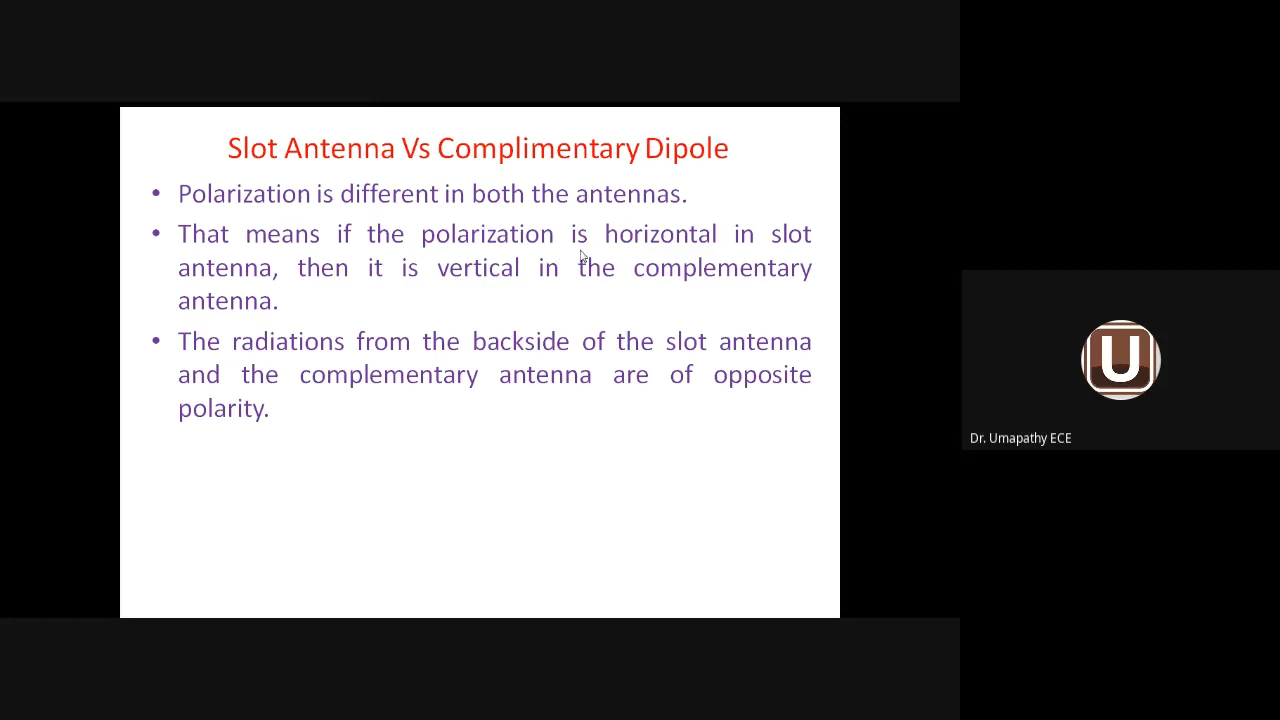 Slot Antenna Vs Complimentary Dipole
• Polarization is different in both the antennas.
• That means if the polarization is horizontal in slot
antenna, then it is vertical in the complementary
antenna.
• The radiations from the backside of the slot antenna
and the complementary antenna are of opposite
polarity.
U
Dr. Umapathy ECE